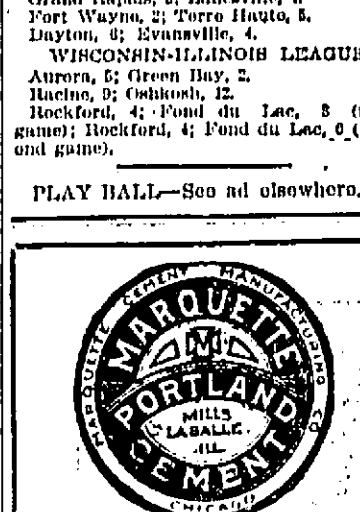 Fort Wayne, 2; Terre Haute, 5.
Dayton, 6; Evansville, 4.
WISCONSIN-ILLINOIS LEAGUE
Aurora, 5; Green Bay, 2.
Racine, 9; Oshkosh, 12.
Rockford, 4; Fond du Lac, 3 (
game); Rockford, 4; Fond du Lac, 0 (
ond game).
PLAY BALL—See ad elsewhere.
MARQUETTE CEMENT MANUFACTURING CO
MARQUETTE
M
PORTLAND
MILLS
LASALLE
ILL.
CEMENT
CHICAGO